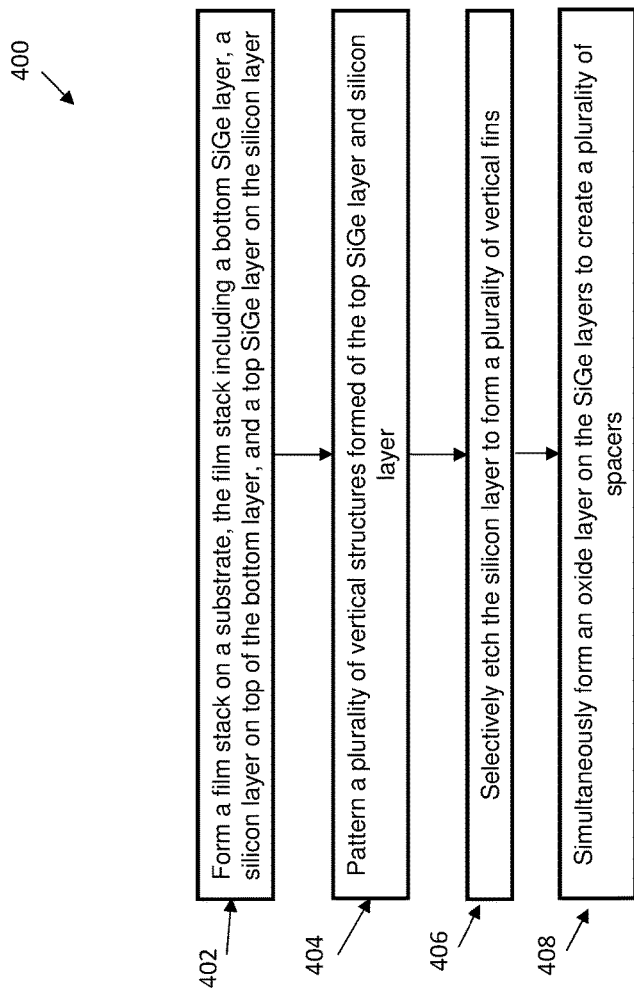 400
402
Form a film stack on a substrate, the film stack including a bottom SiGe layer, a
silicon layer on top of the bottom layer, and a top SiGe layer on the silicon layer
404
Pattern a plurality of vertical structures formed of the top SiGe layer and silicon
layer
406
Selectively etch the silicon layer to form a plurality of vertical fins
408
Simultaneously form an oxide layer on the SiGe layers to create a plurality of
spacers